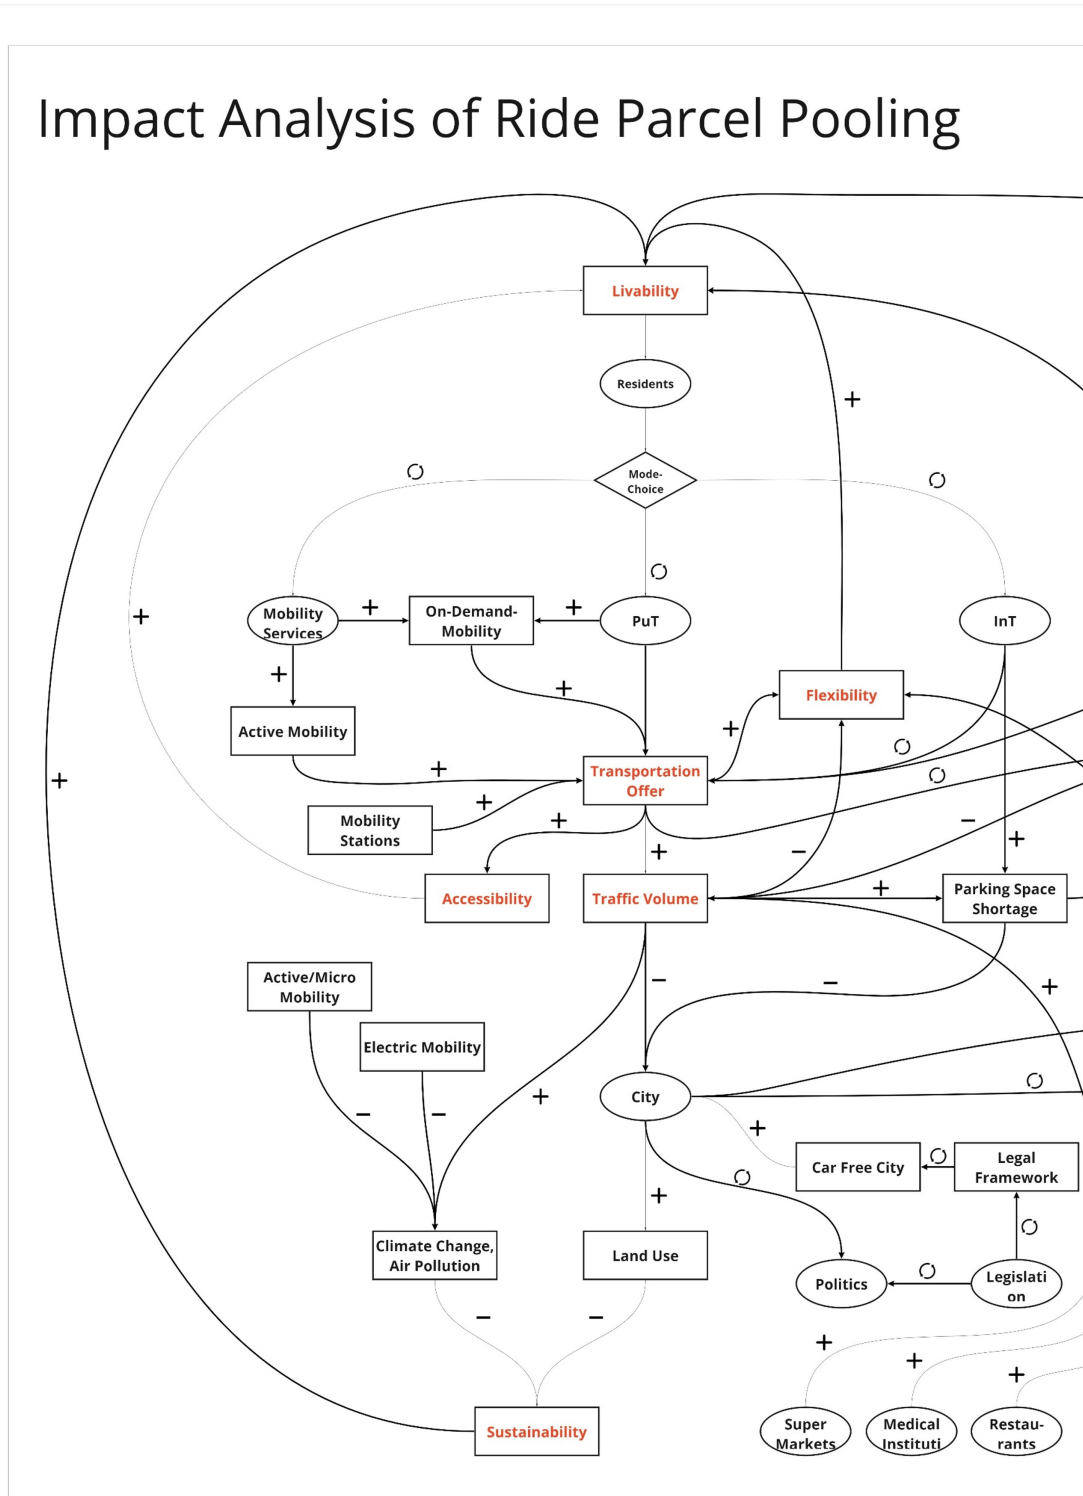 Impact Analysis of Ride Parcel Pooling
Livability
Residents
+
Mode-
Choice
+
Mobility
Services
+
On-Demand-
Mobility
+
PuT
InT
+
+
Flexibility
Active Mobility
+
+
Transportation
Offer
+
Mobility
Stations
+
+
+
−
−
+
Accessibility
Traffic Volume
+
Parking Space
Shortage
Active/Micro
Mobility
−
−
+
Electric Mobility
−
−
+
City
+
Car Free City
Legal
Framework
+
Climate Change,
Air Pollution
Land Use
Politics
Legislati
on
−
−
+
+
+
Sustainability
Super
Markets
Medical
Instituti
Restau-
rants
+